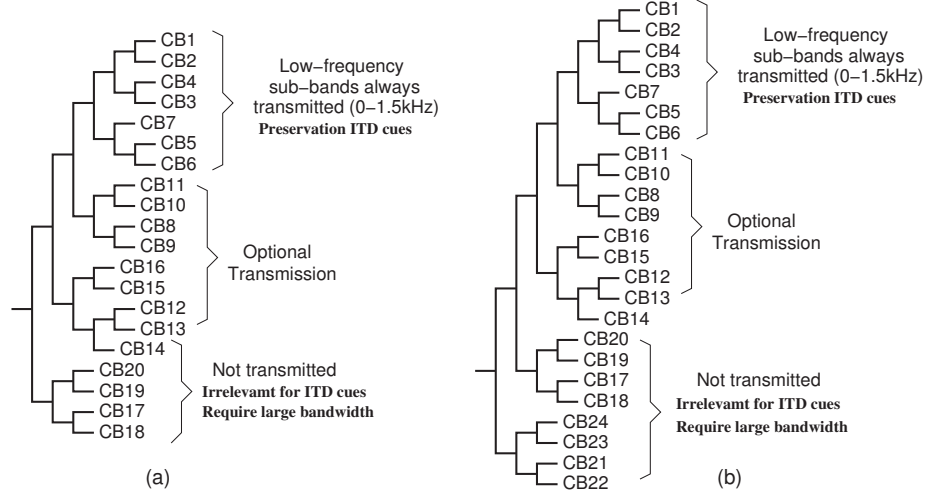 CB1
CB2
CB4
CB3
CB7
CB5
CB6
CB11
CB10
CB8
CB9
CB16
CB15
CB12
CB13
CB14
CB20
CB19
CB17
CB18
Low−frequency
sub−bands always
transmitted (0−1.5kHz)
Preservation ITD cues
Optional
Transmission
Not transmitted
Irrelevamt for ITD cues
Require large bandwidth
(a)
CB1
CB2
CB4
CB3
CB7
CB5
CB6
CB11
CB10
CB8
CB9
CB16
CB15
CB12
CB13
CB14
CB20
CB19
CB17
CB18
CB24
CB23
CB21
CB22
Low−frequency
sub−bands always
transmitted (0−1.5kHz)
Preservation ITD cues
Optional
Transmission
Not transmitted
Irrelevamt for ITD cues
Require large bandwidth
(b)